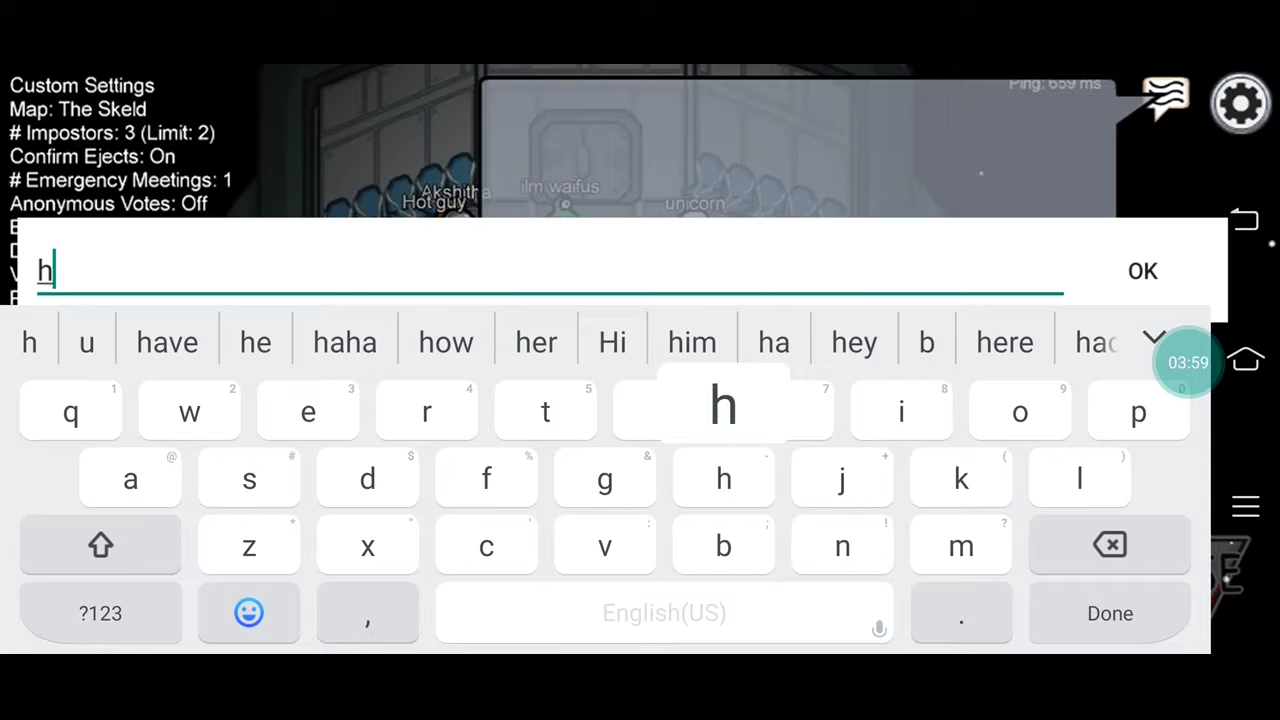 Custom Settings
Map: The Skeld
# Impostors: 3 (Limit: 2)
Confirm Ejects: On
# Emergency Meetings: 1
Anonymous Votes: Off
Ping: 659 ms
Akshitha
Hot guy
ilm waifus
unicorn
h
OK
h u have he haha how her Hi him ha hey b here
03:59
1 2 3 4 5 7 8 9 0
q w e r t h i o p
@ # $ % & - + ( )
a s d f g h j k l
* " ' : ; ! ?
z x c v b n m
?123 , English(US) . Done